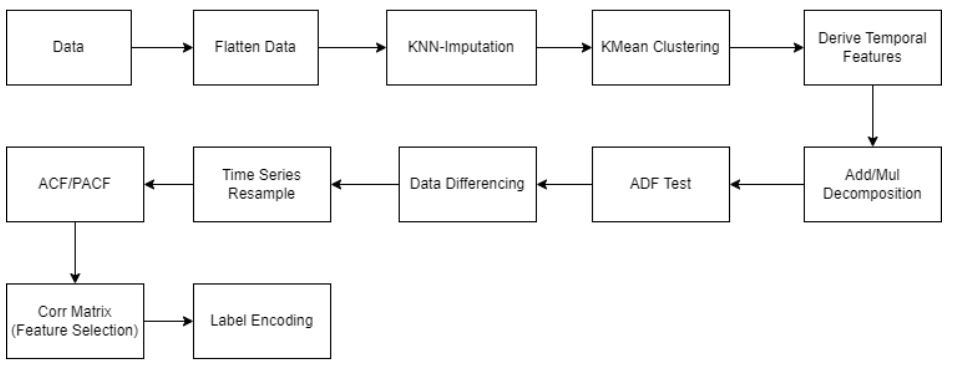 Data
Flatten Data
KNN-Imputation
KMean Clustering
Derive Temporal
Features
Add/Mul
Decomposition
ADF Test
Data Differencing
Time Series
Resample
ACF/PACF
Corr Matrix
(Feature Selection)
Label Encoding